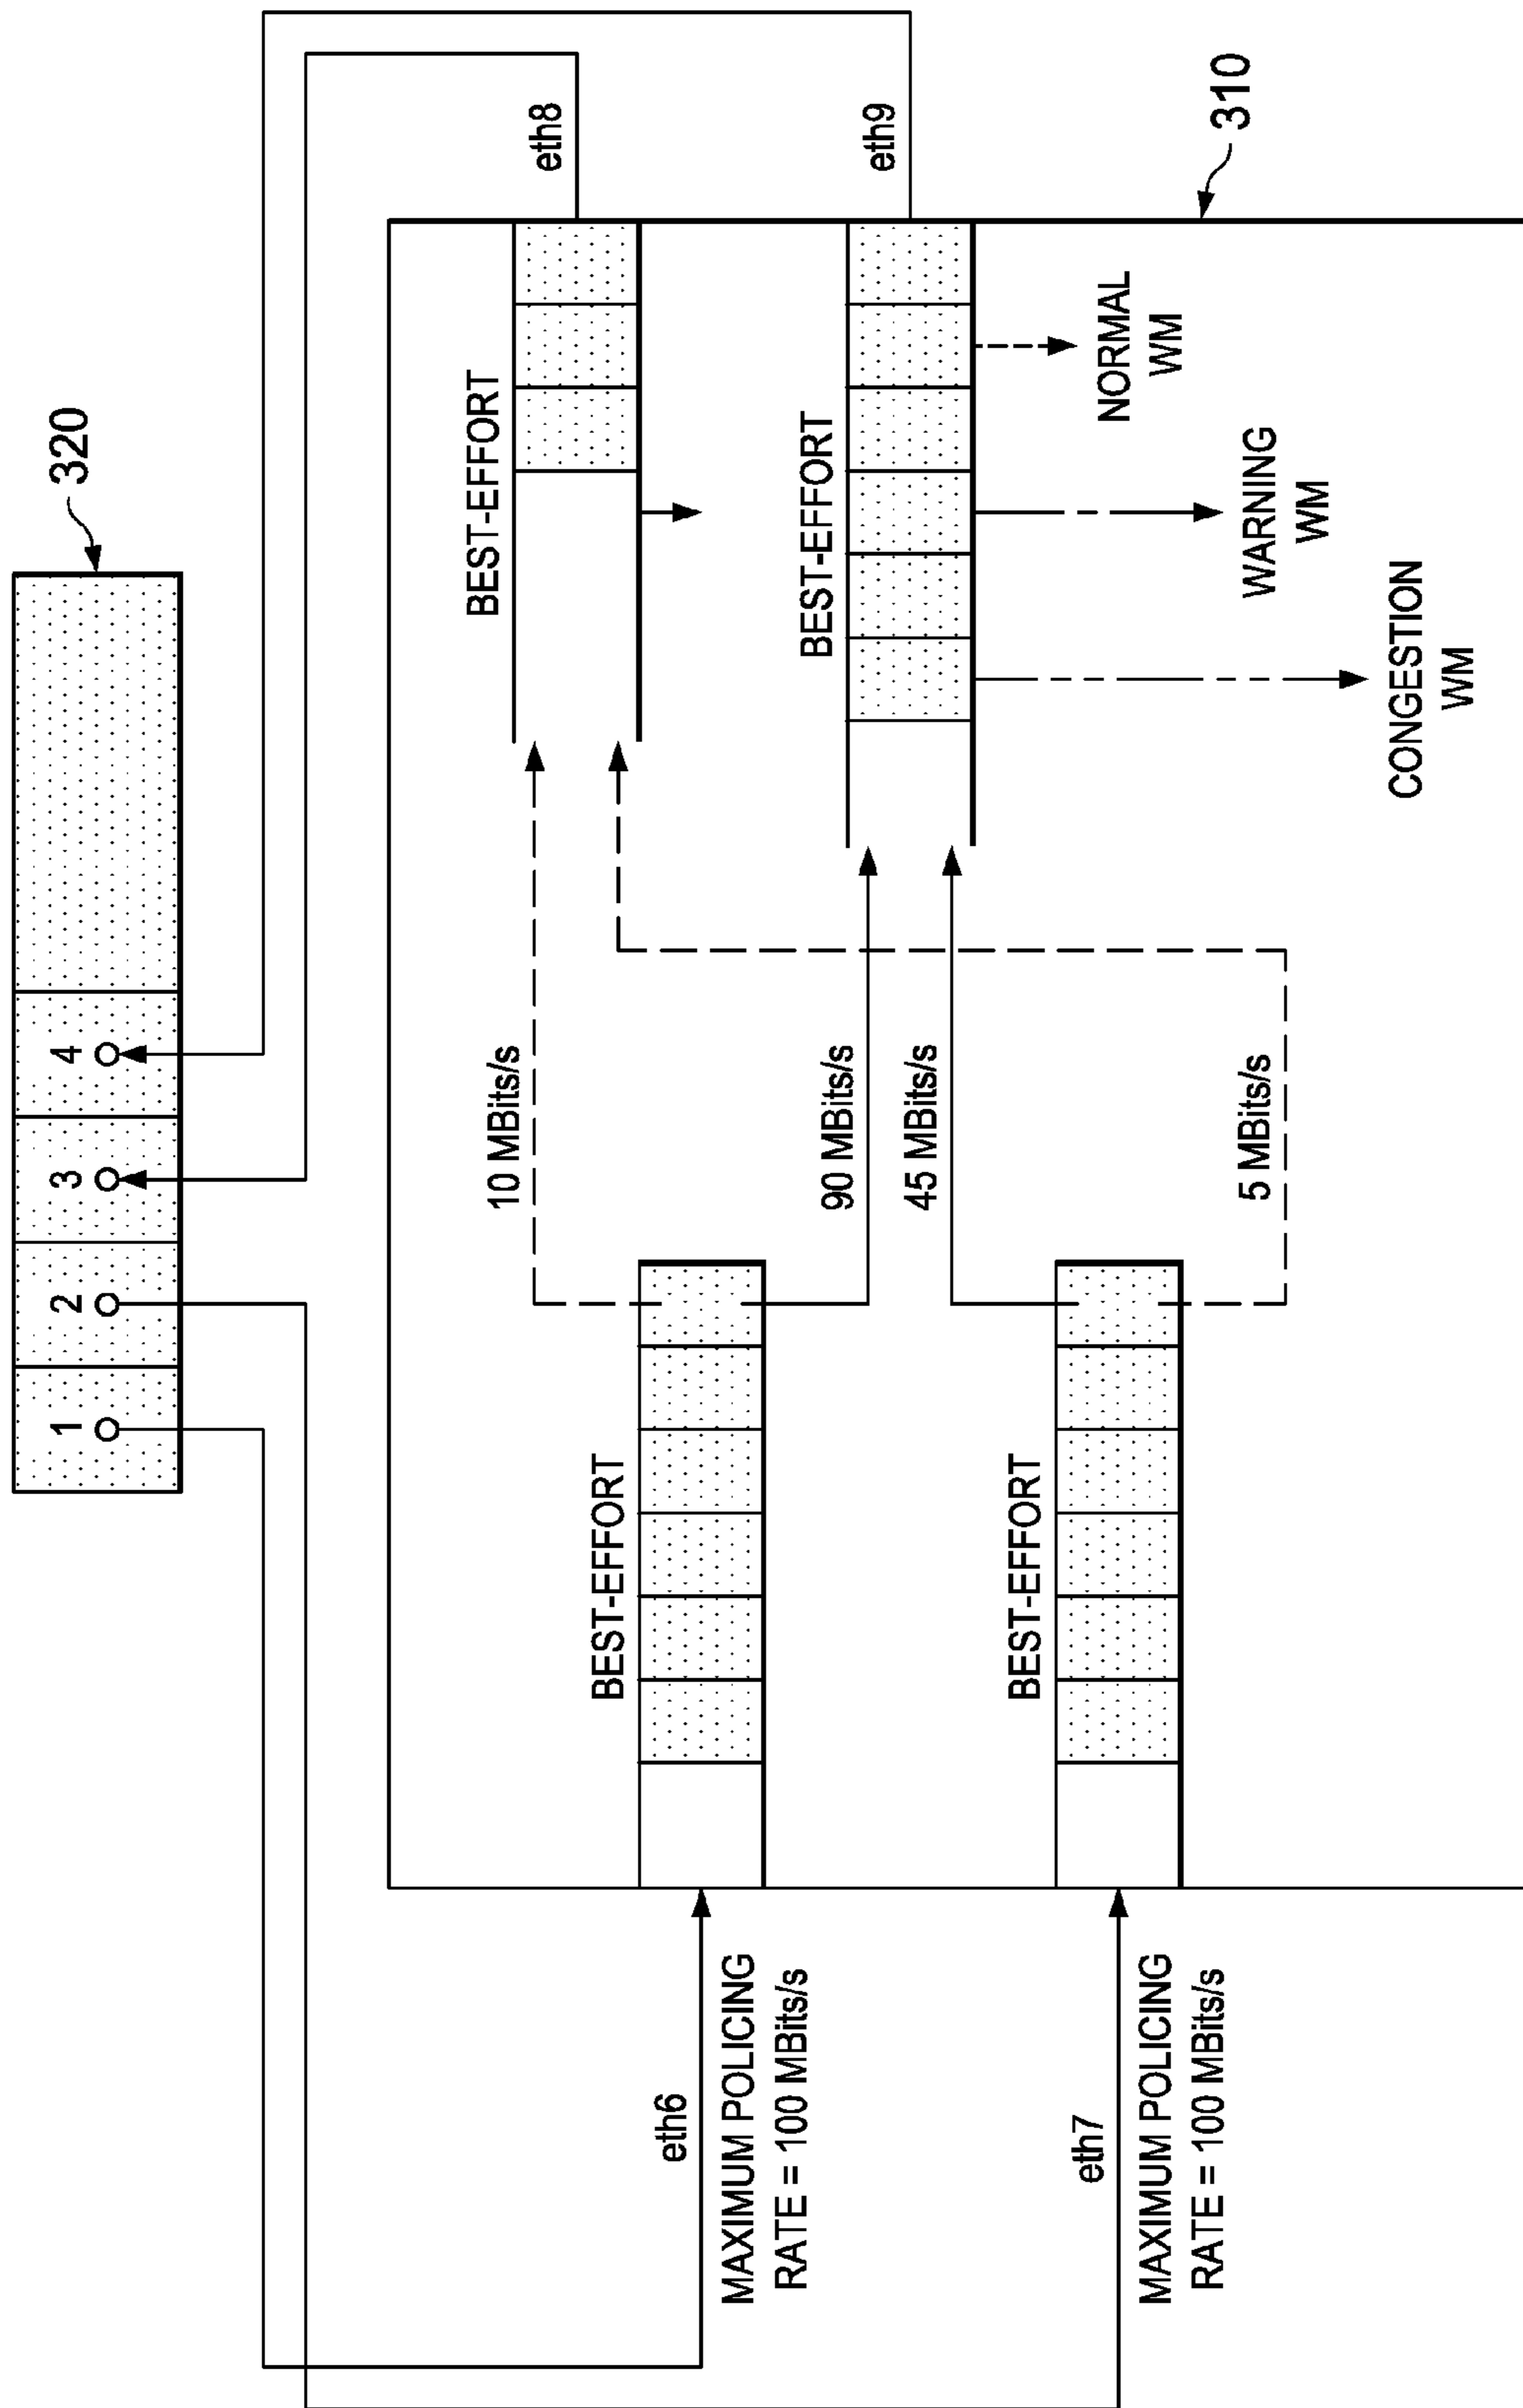 320
1
2
3
4
eth8
eth9
BEST-EFFORT
10 MBits/s
BEST-EFFORT
BEST-EFFORT
90 MBits/s
45 MBits/s
eth6
MAXIMUM POLICING
RATE = 100 MBits/s
NORMAL
WM
BEST-EFFORT
WARNING
WM
5 MBits/s
CONGESTION
WM
eth7
MAXIMUM POLICING
RATE = 100 MBits/s
310